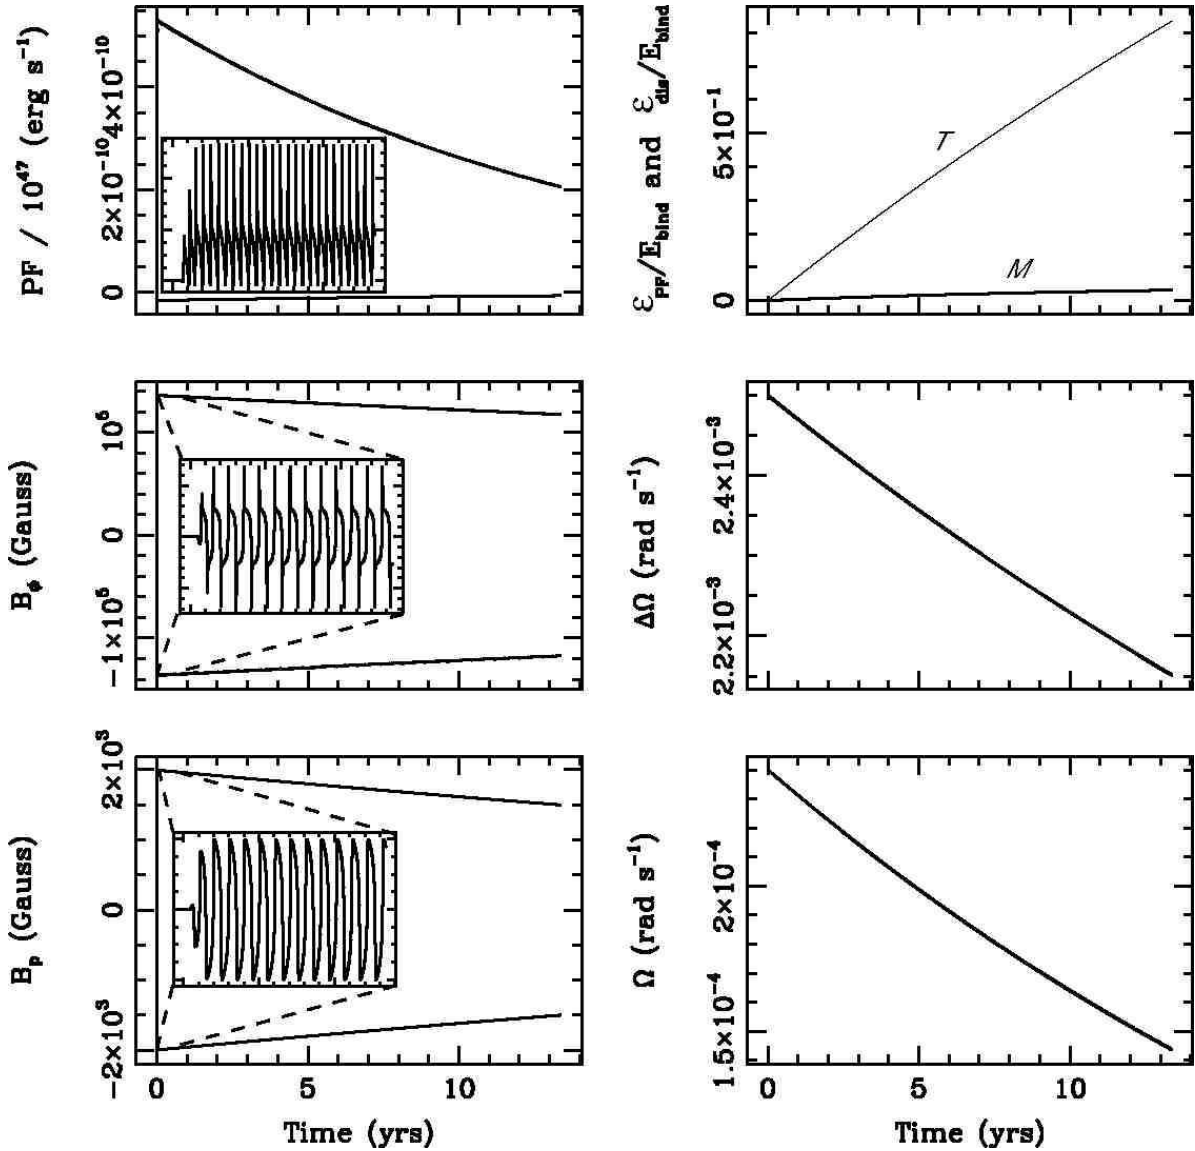 PF / 10⁴⁷ (erg s⁻¹)
4×10⁻¹⁰
2×10⁻¹⁰
0
ε_PF/E_bind and ε_dis/E_bind
5×10⁻¹
0
T
M
B_ϕ (Gauss)
10⁵
0
−1×10⁵
ΔΩ (rad s⁻¹)
2.4×10⁻³
2.2×10⁻³
B_p (Gauss)
2×10³
0
−2×10³
0 5 10
Time (yrs)
Ω (rad s⁻¹)
2×10⁻⁴
1.5×10⁻⁴
0 5 10
Time (yrs)